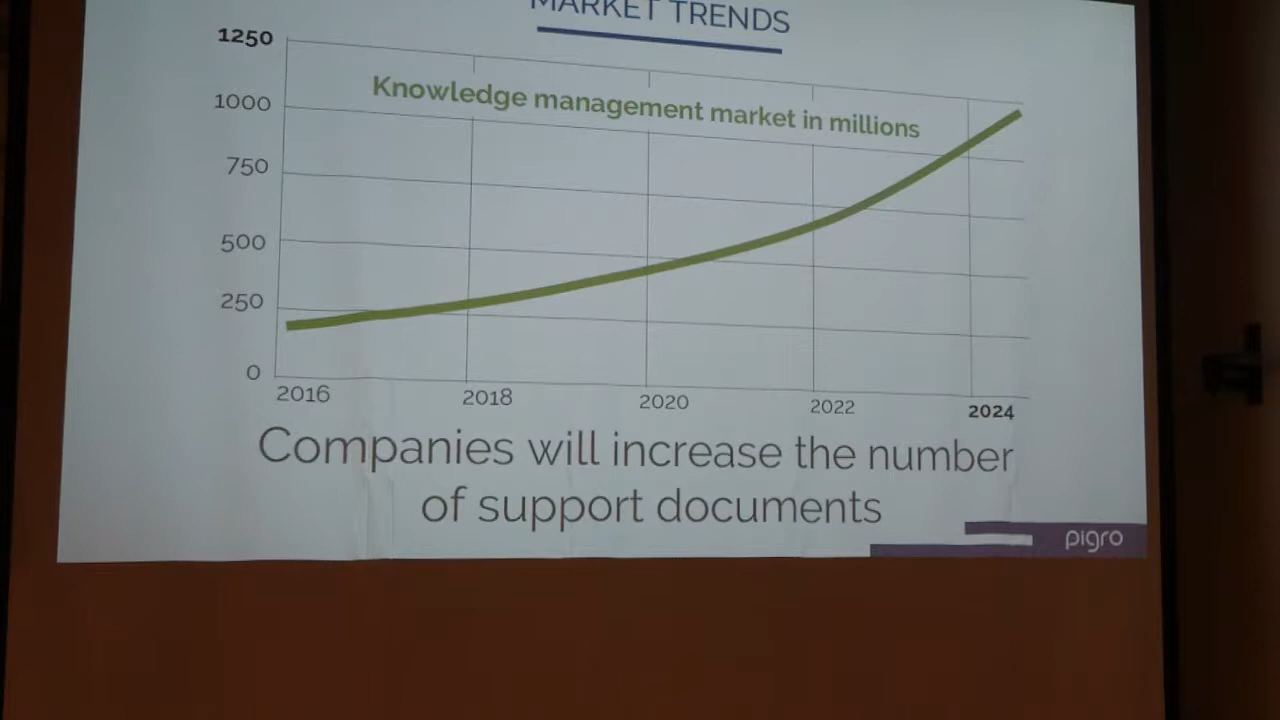 MARKET TRENDS
1250
Knowledge management market in millions
1000
750
500
250
0
2016 2018 2020 2022 2024
Companies will increase the number
of support documents
pigro